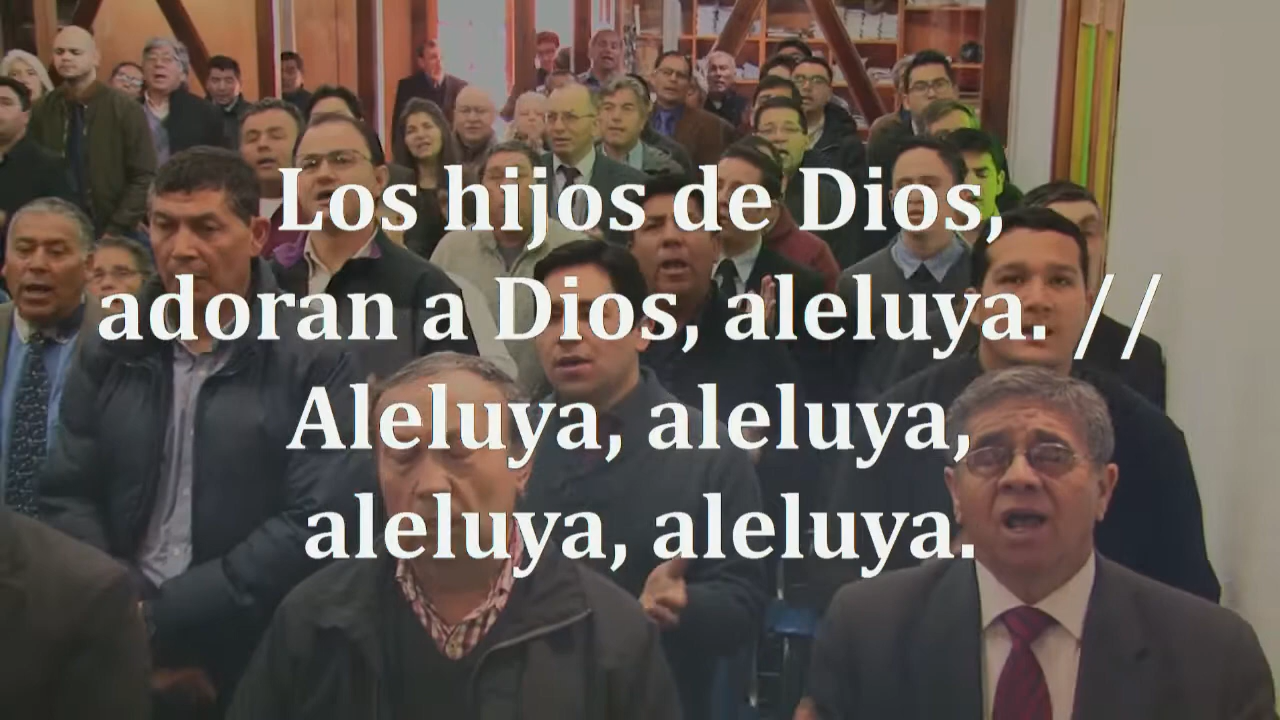 Los hijos de Dios,
adoran a Dios, aleluya. //
Aleluya, aleluya,
aleluya, aleluya.